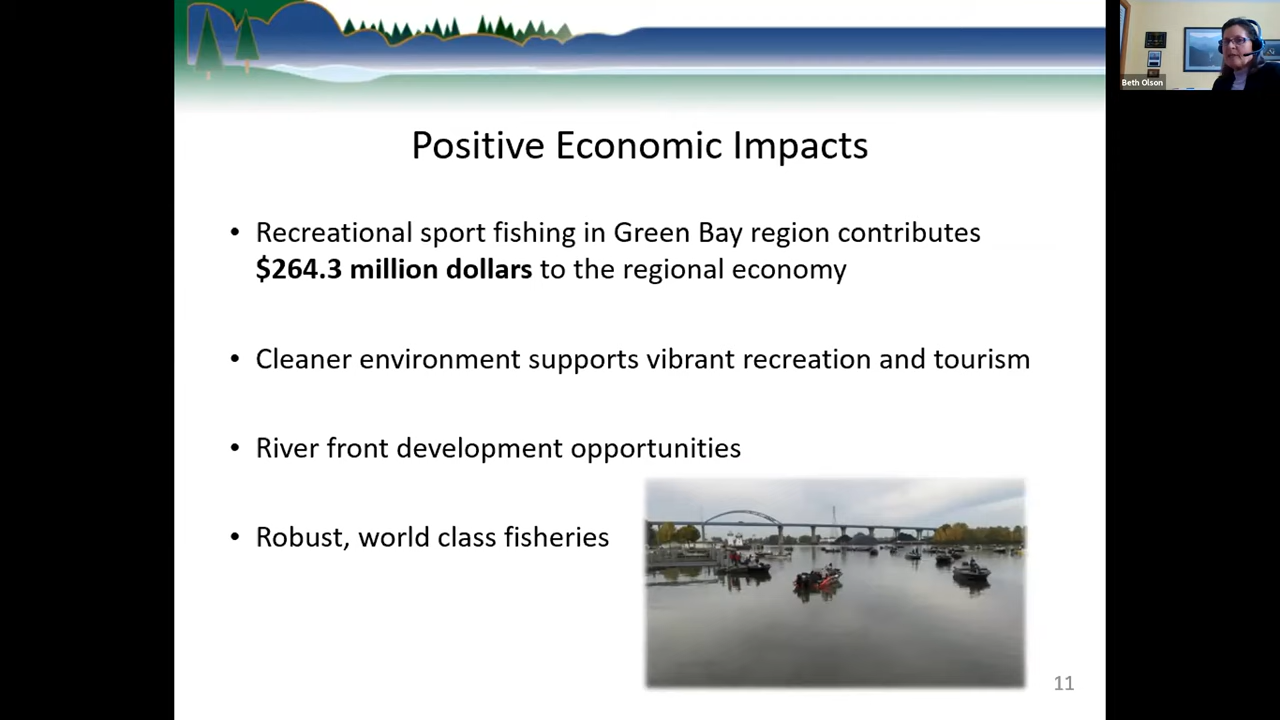 Beth Olson
Positive Economic Impacts
• Recreational sport fishing in Green Bay region contributes
$264.3 million dollars to the regional economy
• Cleaner environment supports vibrant recreation and tourism
• River front development opportunities
• Robust, world class fisheries
11